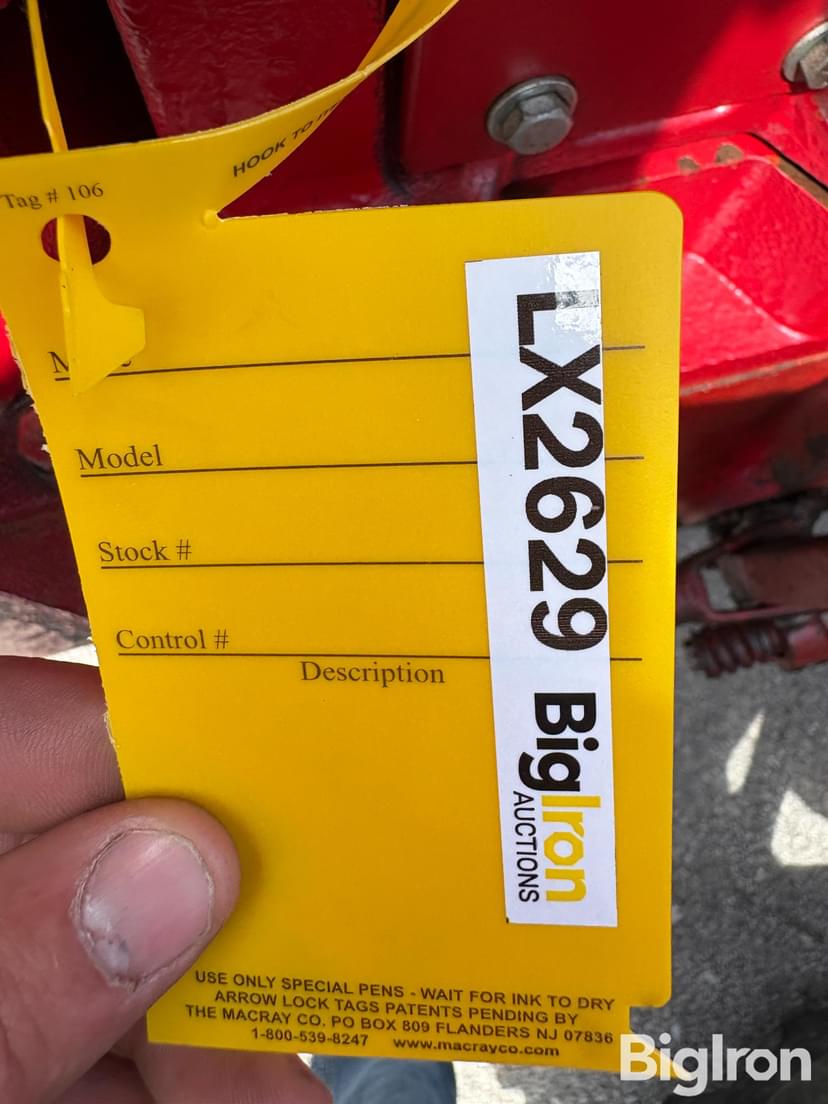 HOOK TO
Tag # 106
Model
Stock #
Control #
Description
LX2629 BigIron
AUCTIONS
USE ONLY SPECIAL PENS - WAIT FOR INK TO DRY
ARROW LOCK TAGS PATENTS PENDING BY
THE MACRAY CO. PO BOX 809 FLANDERS NJ 07836
1-800-539-8247 www.macrayco.com
BigIron